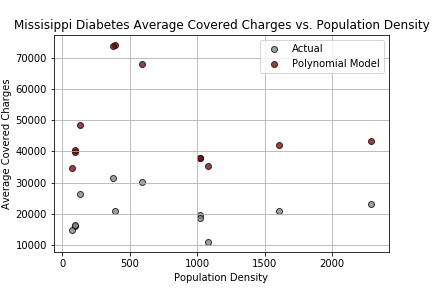 Missisippi Diabetes Average Covered Charges vs. Population Density
Actual
Polynomial Model
Average Covered Charges
70000
60000
50000
40000
30000
20000
10000
0
500
1000
1500
2000
Population Density